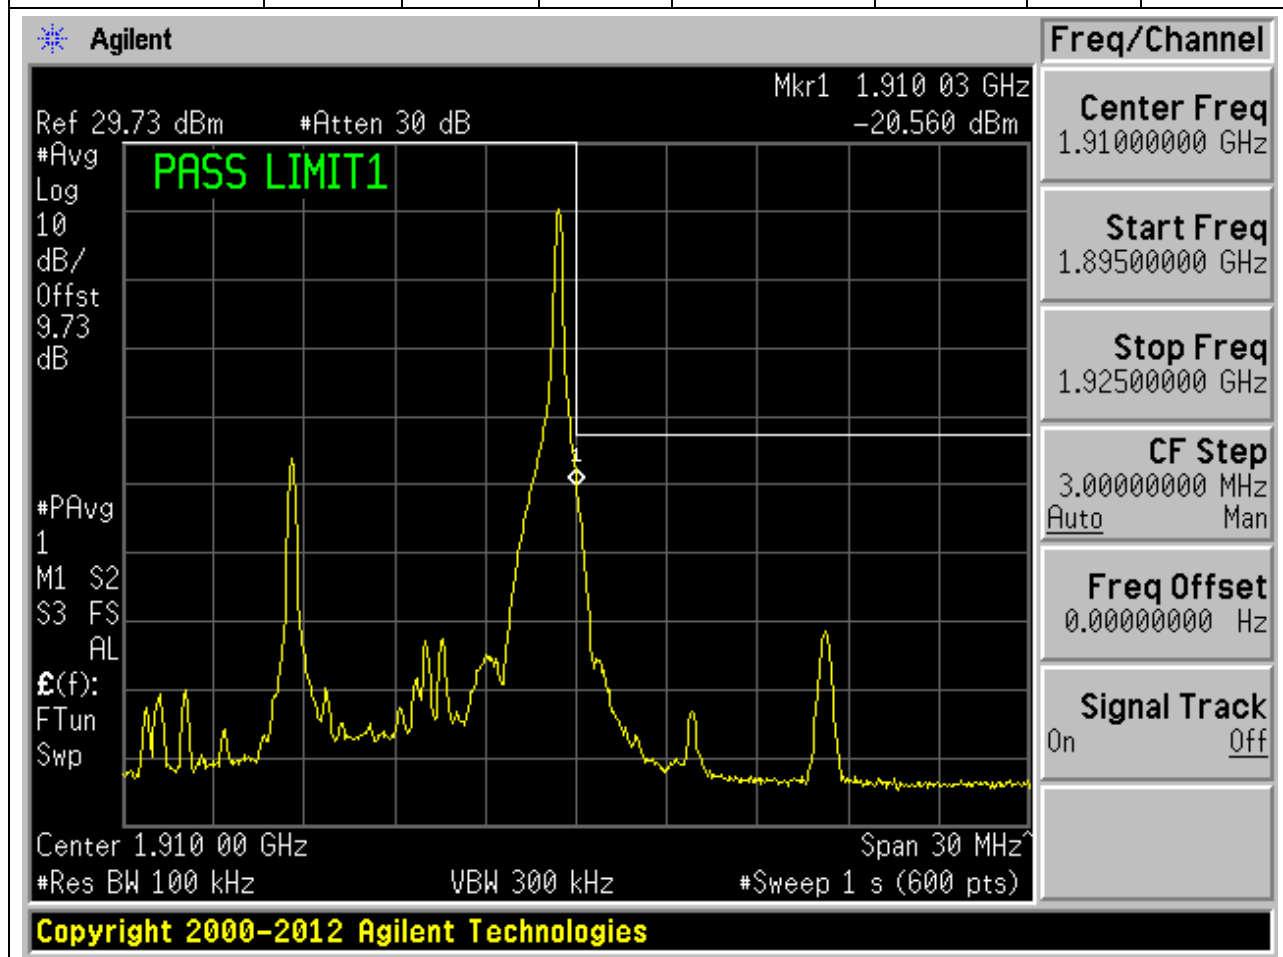 Agilent
Freq/Channel
Mkr1 1.910 03 GHz
Ref 29.73 dBm #Atten 30 dB -20.560 dBm
#Avg
Log
10
dB/
Offst
9.73
dB
PASS LIMIT1
1
#PAvg
1
M1 S2
S3 FS
AL
£(f):
FTun
Swp
Center 1.910 00 GHz Span 30 MHz^
#Res BW 100 kHz VBW 300 kHz #Sweep 1 s (600 pts)
Copyright 2000-2012 Agilent Technologies
Center Freq
1.91000000 GHz
Start Freq
1.89500000 GHz
Stop Freq
1.92500000 GHz
CF Step
3.00000000 MHz
Auto Man
Freq Offset
0.00000000 Hz
Signal Track
On Off